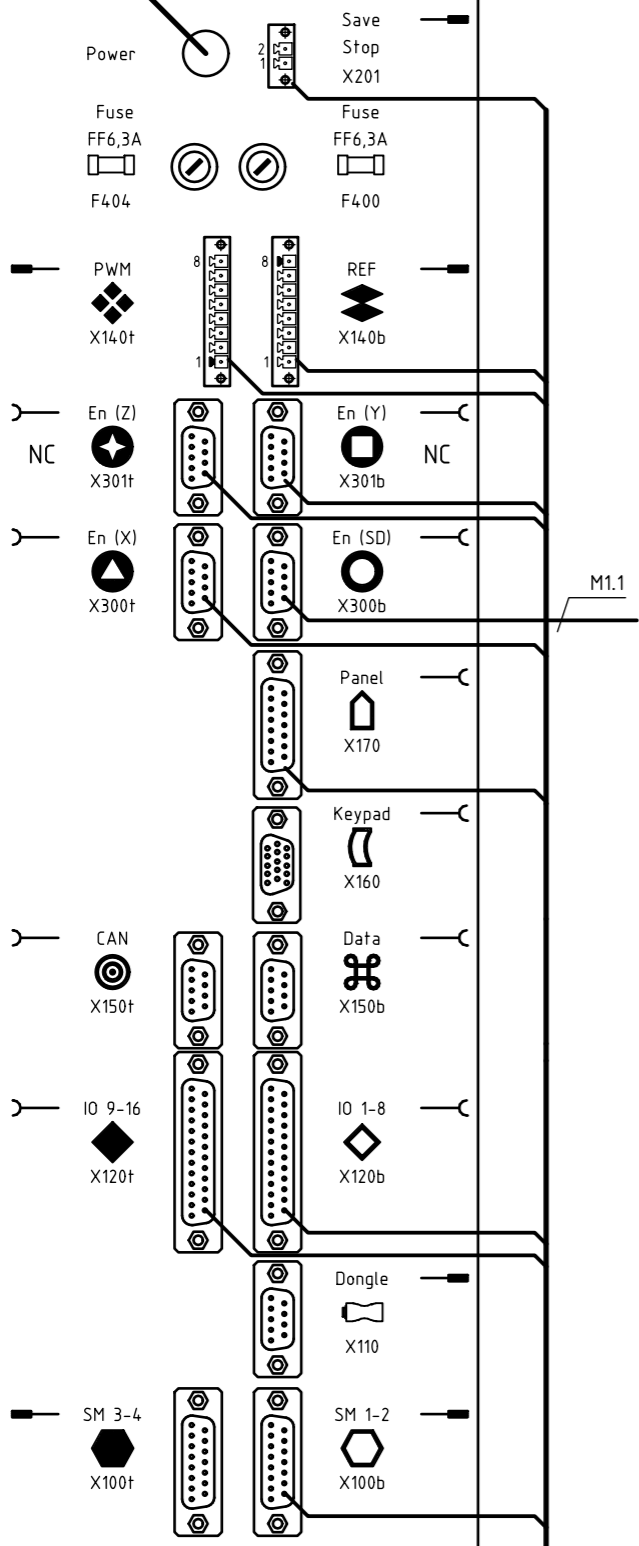 Save
Power
2
Stop
1
X201
Fuse
Fuse
FF6,3A
FF6,3A
F404
F400
PWM
8
8
REF
X140t
X140b
1
1
En (Z)
En (Y)
NC
NC
X301t
X301b
En (X)
En (SD)
M1.1
X300t
X300b
Panel
X170
Keypad
X160
CAN
Data
X150t
X150b
IO 9-16
IO 1-8
X120t
X120b
Dongle
X110
SM 3-4
SM 1-2
X100t
X100b